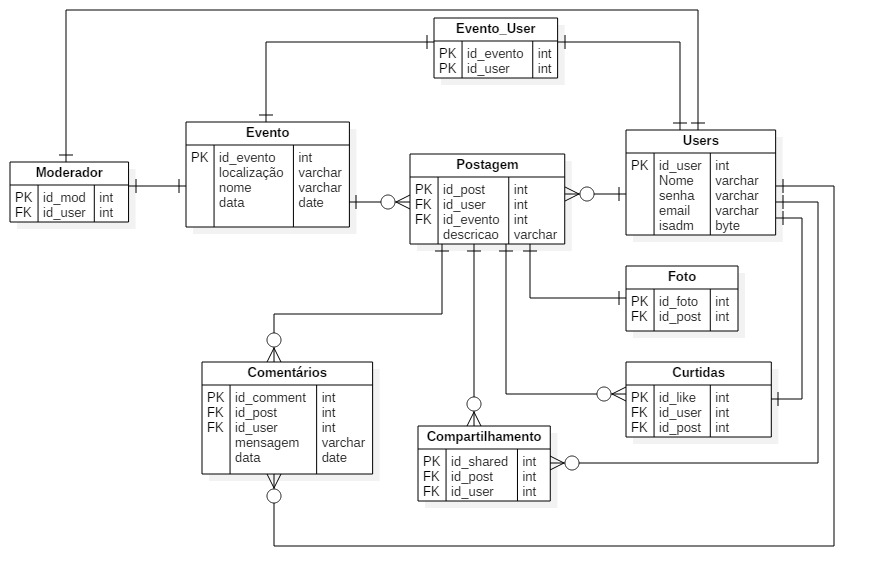 Evento_User
PK id_evento int
PK id_user int
Evento
PK id_evento int
localização varchar
nome varchar
data date
Users
PK id_user int
Nome varchar
senha varchar
email varchar
isadm byte
Postagem
PK id_post int
FK id_user int
FK id_evento int
descricao varchar
Moderador
PK id_mod int
FK id_user int
Foto
PK id_foto int
FK id_post int
Comentários
PK id_comment int
FK id_post int
FK id_user int
mensagem varchar
data date
Curtidas
PK id_like int
FK id_user int
FK id_post int
Compartilhamento
PK id_shared int
FK id_post int
FK id_user int